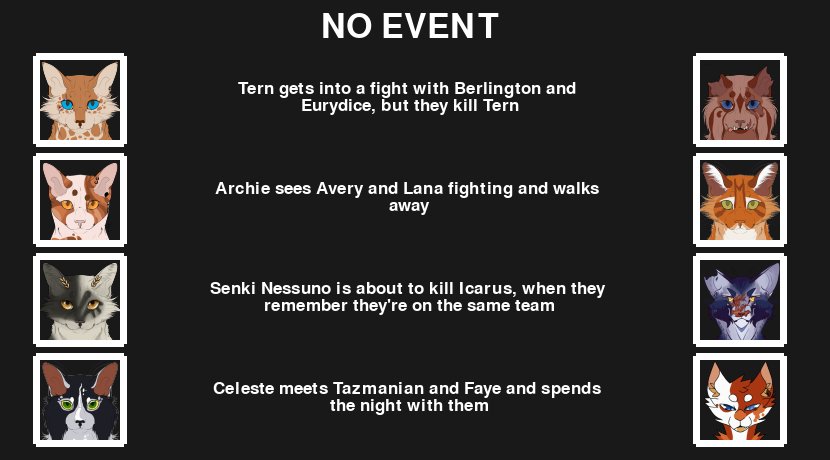 NO EVENT
Tern gets into a fight with Berlington and
Eurydice, but they kill Tern
Archie sees Avery and Lana fighting and walks
away
Senki Nessuno is about to kill Icarus, when they
remember they're on the same team
Celeste meets Tazmanian and Faye and spends
the night with them